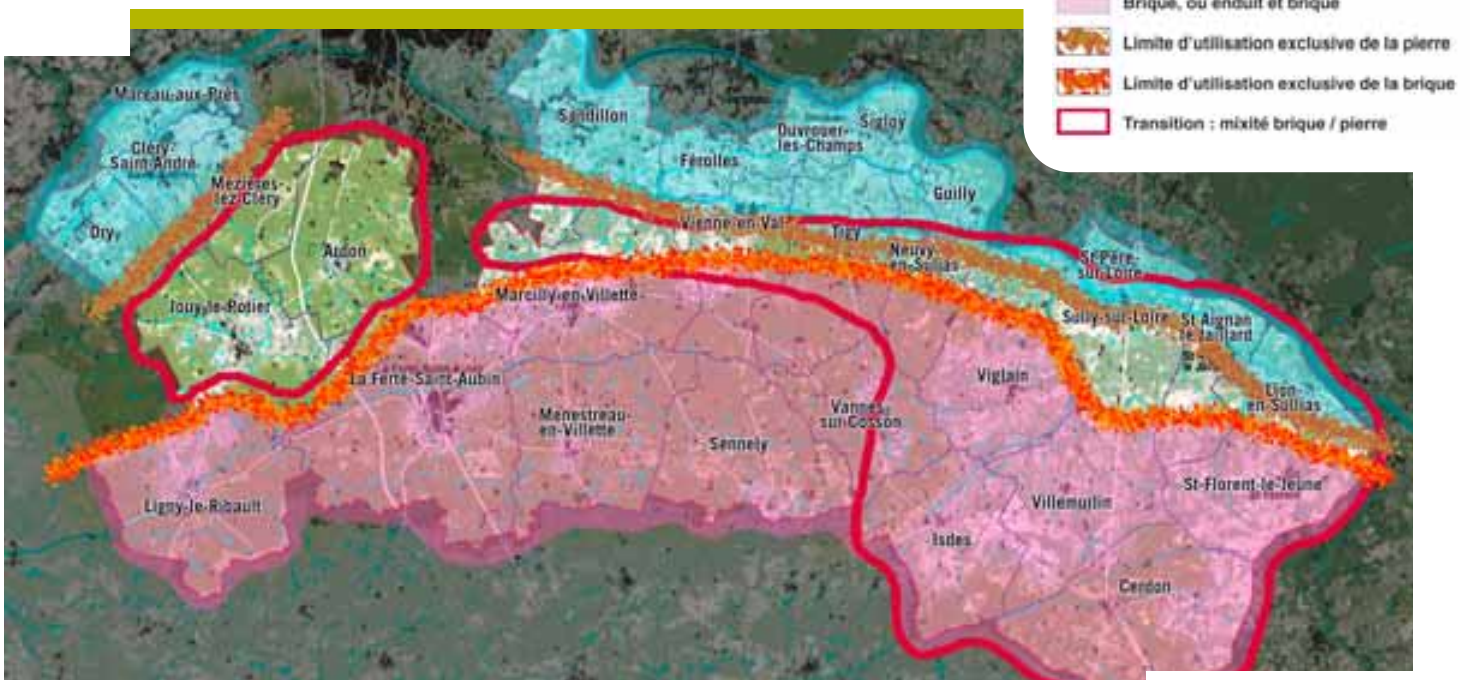 Brique, ou enduit et brique
Limite d'utilisation exclusive de la pierre
Limite d'utilisation exclusive de la brique
Transition : mixité brique / pierre
Mareau-aux-Prés
Cléry-
Saint-André
Mézières-
lez-Cléry
Dry
Ardon
Jouy-le-Potier
Sandillon
Férolles
Ouvrouer-
les-Champs
Sigloy
Guilly
Vienne-en-Val
Tigy
Neuvy-
en-Sullias
St-Père-
sur-Loire
Sully-sur-Loire
St-Aignan
le Jaillard
Lion-
en-Sullias
Marcilly-en-Villette
La Ferté-Saint-Aubin
Ménestreau-
en-Villette
Sennely
Vannes-
sur-Cosson
Viglain
Ligny-le-Ribault
Isdes
Villemurlin
St-Florent-le-Jeune
Cerdon